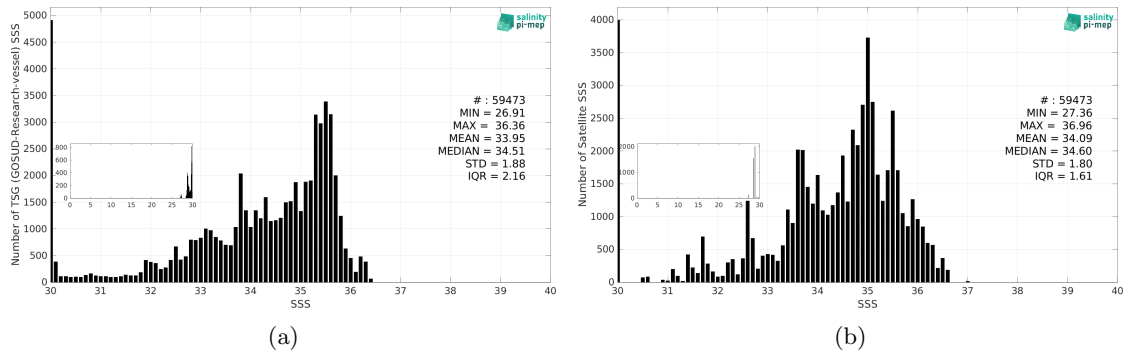 Number of TSG (GOSUD-Research-vessel) SSS
5000
4500
4000
3500
3000
2500
2000
1500
1000
500
0
30 31 32 33 34 35 36 37 38 39 40
SSS
salinity
pi-mep
# : 59473
MIN = 26.91
MAX = 36.36
MEAN = 33.95
MEDIAN = 34.51
STD = 1.88
IQR = 2.16
800
600
400
200
0
0 5 10 15 20 25 30
(a)
Number of Satellite SSS
4000
3500
3000
2500
2000
1500
1000
500
0
30 31 32 33 34 35 36 37 38 39 40
SSS
salinity
pi-mep
# : 59473
MIN = 27.36
MAX = 36.96
MEAN = 34.09
MEDIAN = 34.60
STD = 1.80
IQR = 1.61
2000
1000
0
0 5 10 15 20 25 30
(b)